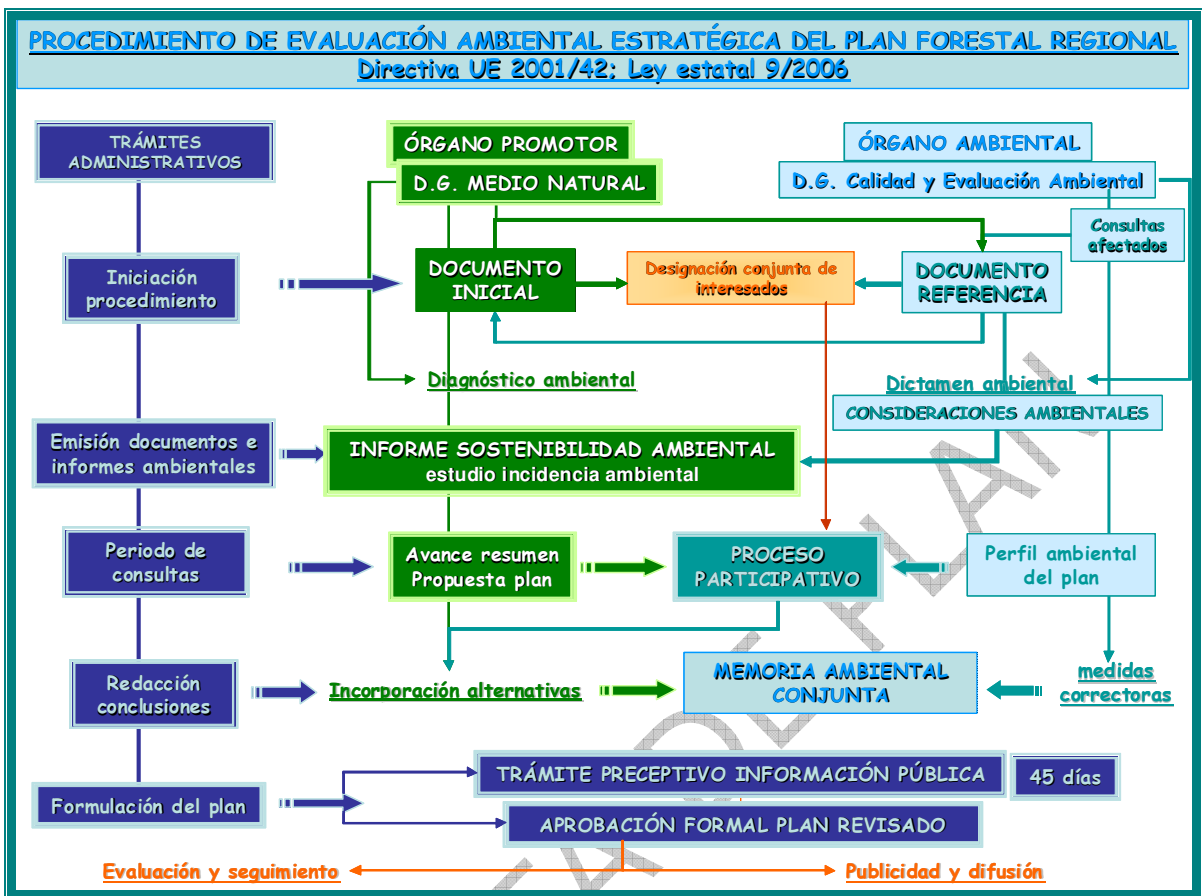 PROCEDIMIENTO DE EVALUACIÓN AMBIENTAL ESTRATÉGICA DEL PLAN FORESTAL REGIONAL
Directiva UE 2001/42; Ley estatal 9/2006
TRÁMITES
ADMINISTRATIVOS
ÓRGANO PROMOTOR
D.G. MEDIO NATURAL
ÓRGANO AMBIENTAL
D.G. Calidad y Evaluación Ambiental
Consultas
afectados
Iniciación
procedimiento
DOCUMENTO
INICIAL
Designación conjunta de
interesados
DOCUMENTO
REFERENCIA
Diagnóstico ambiental
Dictamen ambiental
CONSIDERACIONES AMBIENTALES
Emisión documentos e
informes ambientales
INFORME SOSTENIBILIDAD AMBIENTAL
estudio incidencia ambiental
Periodo de
consultas
Avance resumen
Propuesta plan
PROCESO
PARTICIPATIVO
Perfil ambiental
del plan
Redacción
conclusiones
Incorporación alternativas
MEMORIA AMBIENTAL
CONJUNTA
medidas
correctoras
Formulación del plan
TRÁMITE PRECEPTIVO INFORMACIÓN PÚBLICA
45 días
APROBACIÓN FORMAL PLAN REVISADO
Evaluación y seguimiento
Publicidad y difusión